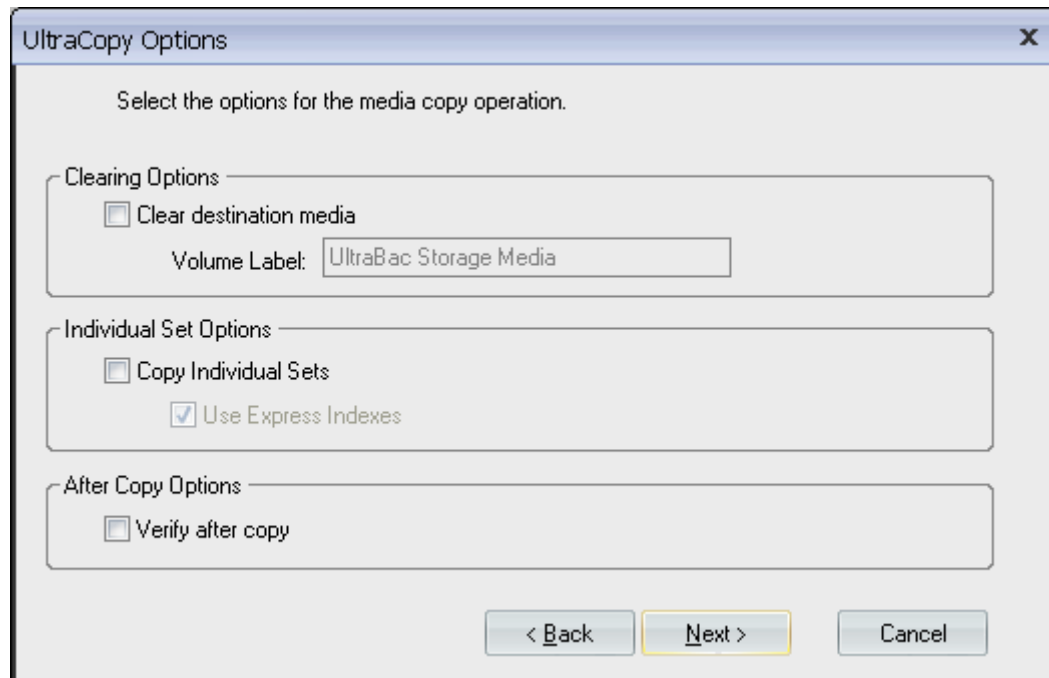 UltraCopy Options
Select the options for the media copy operation.
Clearing Options
Clear destination media
Volume Label: UltraBac Storage Media
Individual Set Options
Copy Individual Sets
Use Express Indexes
After Copy Options
Verify after copy
< Back Next > Cancel